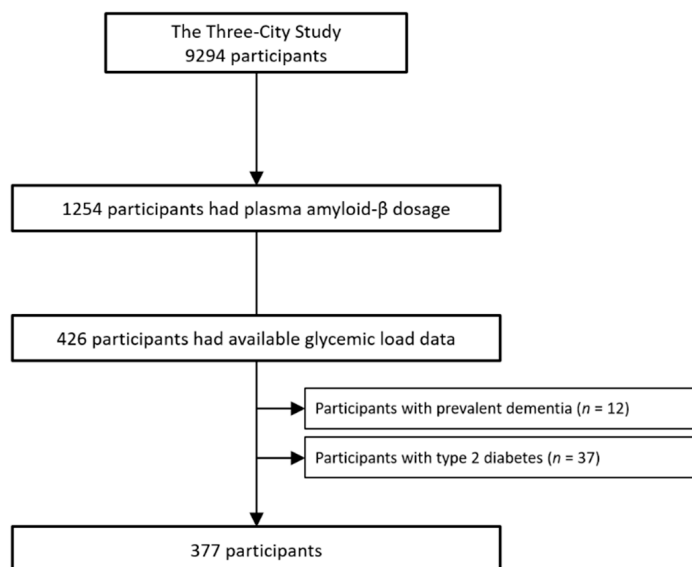 The Three-City Study
9294 participants
1254 participants had plasma amyloid-β dosage
426 participants had available glycemic load data
Participants with prevalent dementia (n = 12)
Participants with type 2 diabetes (n = 37)
377 participants